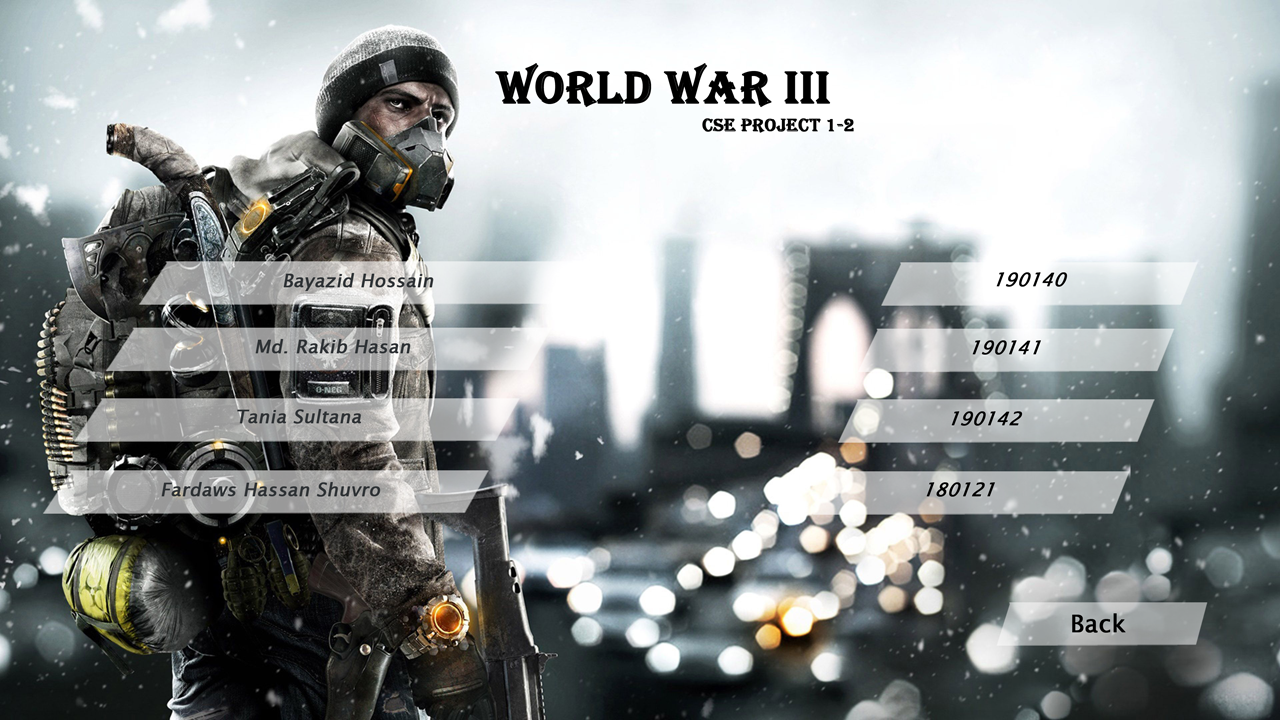 WORLD WAR III
CSE PROJECT 1-2
Bayazid Hossain 190140
Md. Rakib Hasan 190141
O-NEG
Tania Sultana 190142
Fardaws Hassan Shuvro 180121
Back